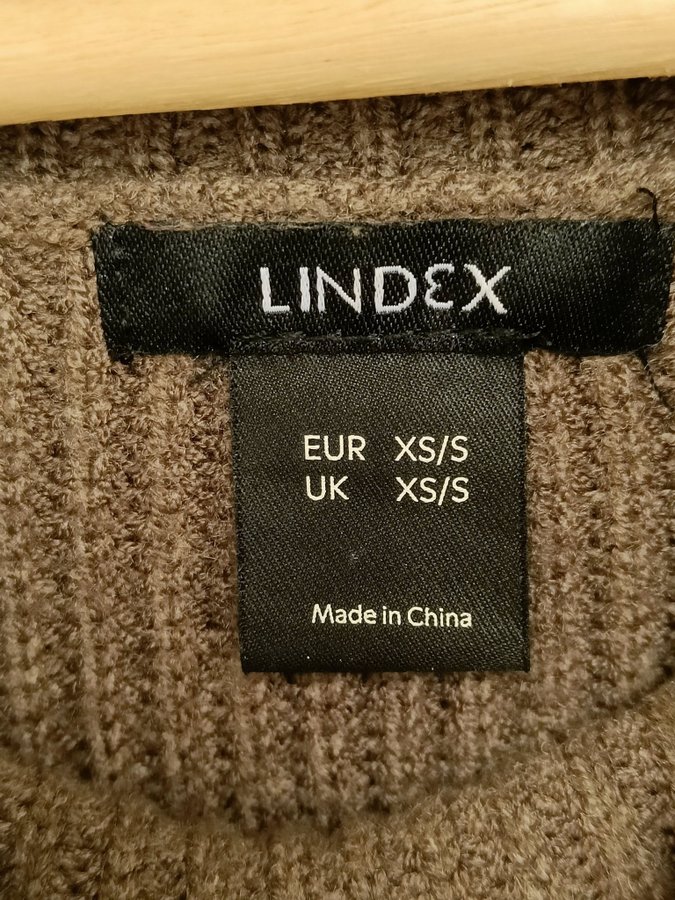 LINDEX
EUR XS/S
UK XS/S
Made in China